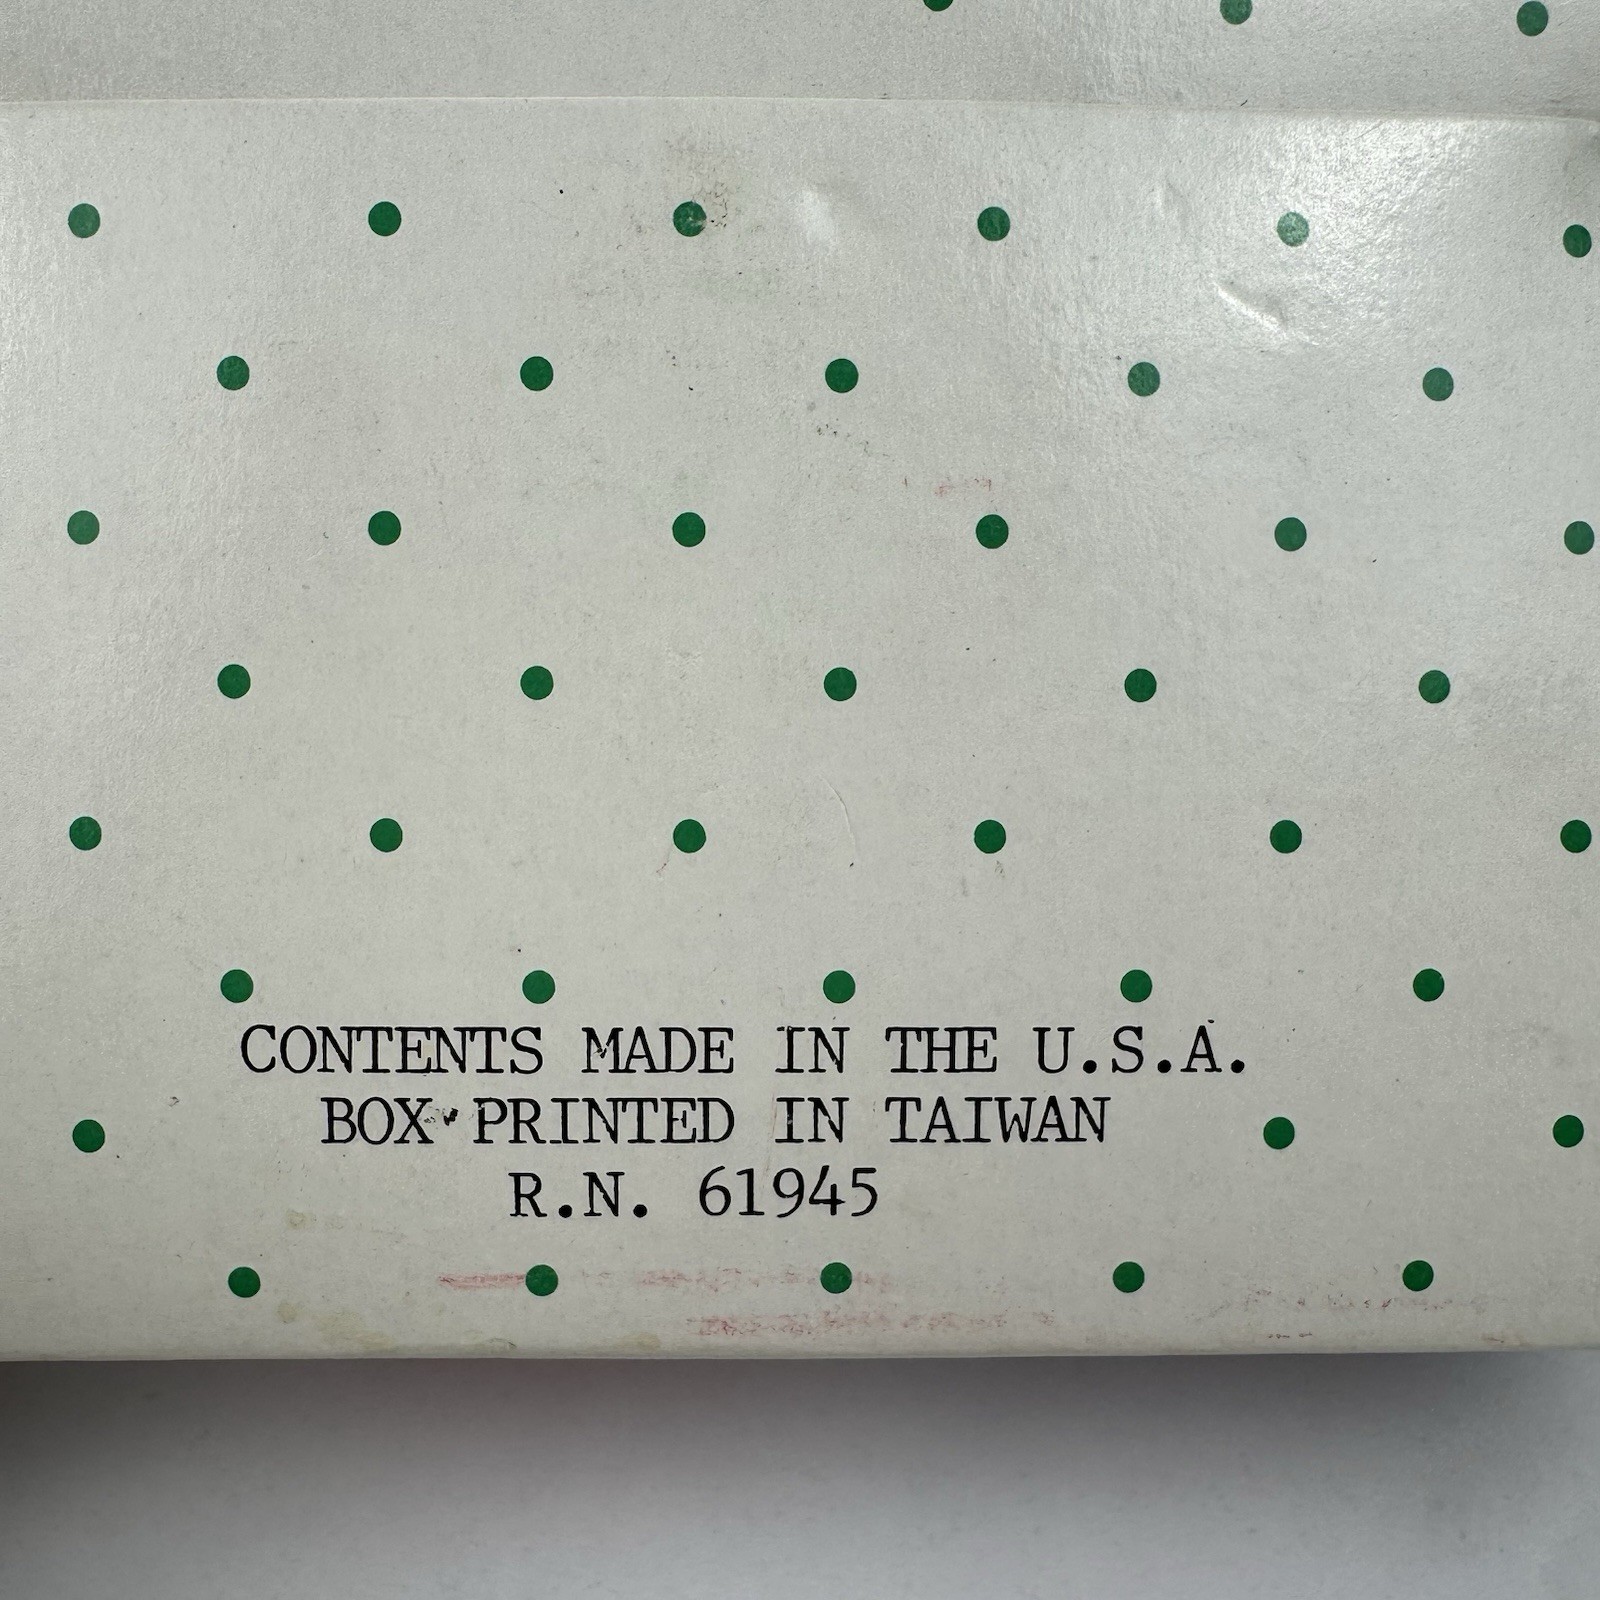 CONTENTS MADE IN THE U.S.A.
BOX PRINTED IN TAIWAN
R.N. 61945